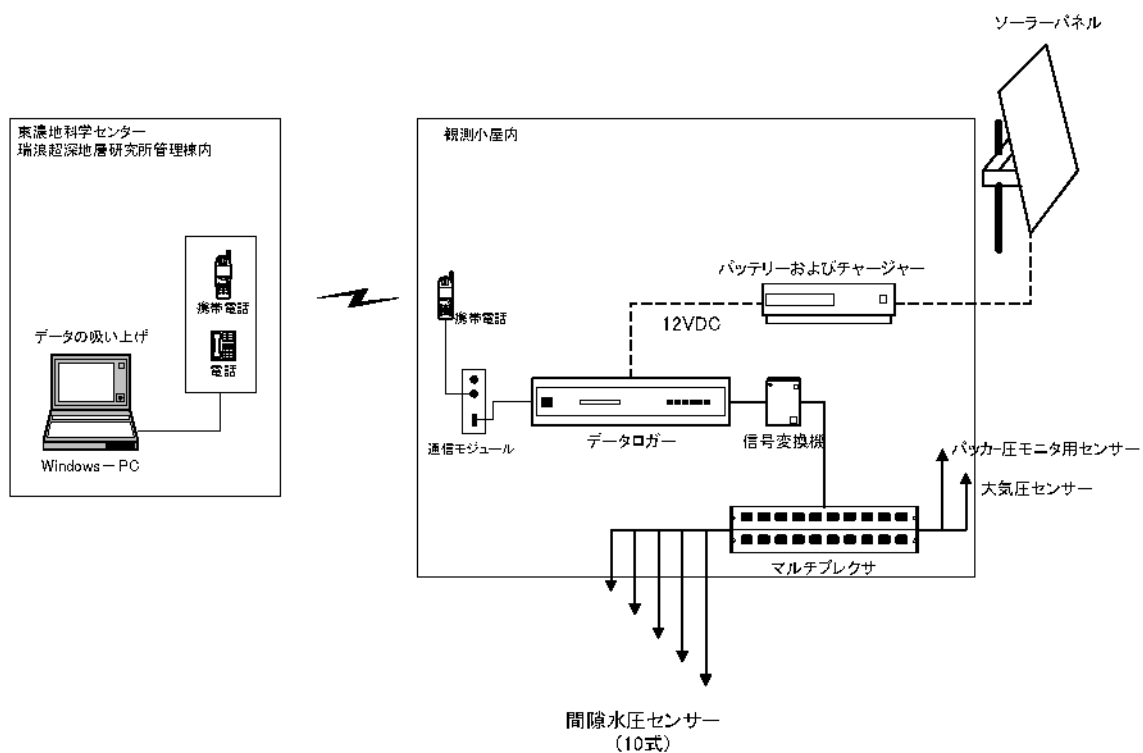 ソーラーパネル
東濃地科学センター
瑞浪超深地層研究所管理棟内
観測小屋内
携帯電話
電話
データの吸い上げ
Windows－PC
携帯電話
バッテリーおよびチャージャー
12VDC
通信モジュール
データロガー
信号変換機
パッカー圧モニタ用センサー
大気圧センサー
マルチプレクサ
間隙水圧センサー
(10式)